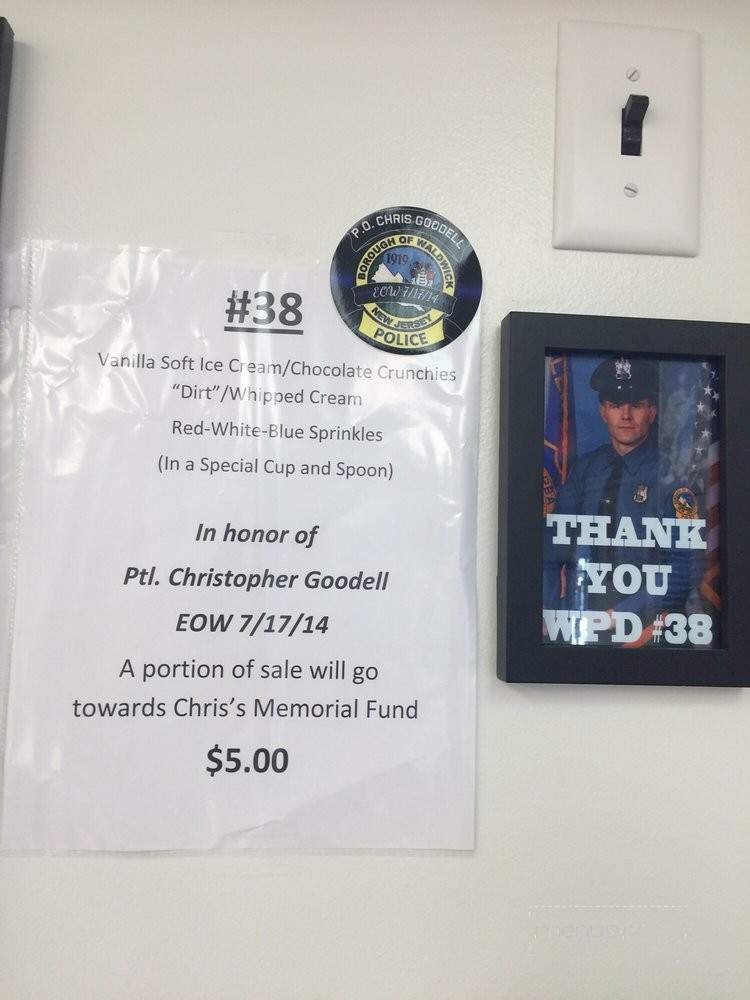 P.O. CHRIS GOODELL
BOROUGH OF WALDWICK
1919
EOW 7/17/14
NEW JERSEY
POLICE
#38
Vanilla Soft Ice Cream/Chocolate Crunchies
“Dirt”/Whipped Cream
Red-White-Blue Sprinkles
(In a Special Cup and Spoon)
In honor of
Ptl. Christopher Goodell
EOW 7/17/14
A portion of sale will go
towards Chris’s Memorial Fund
$5.00
PBA
THANK
YOU
WPD #38